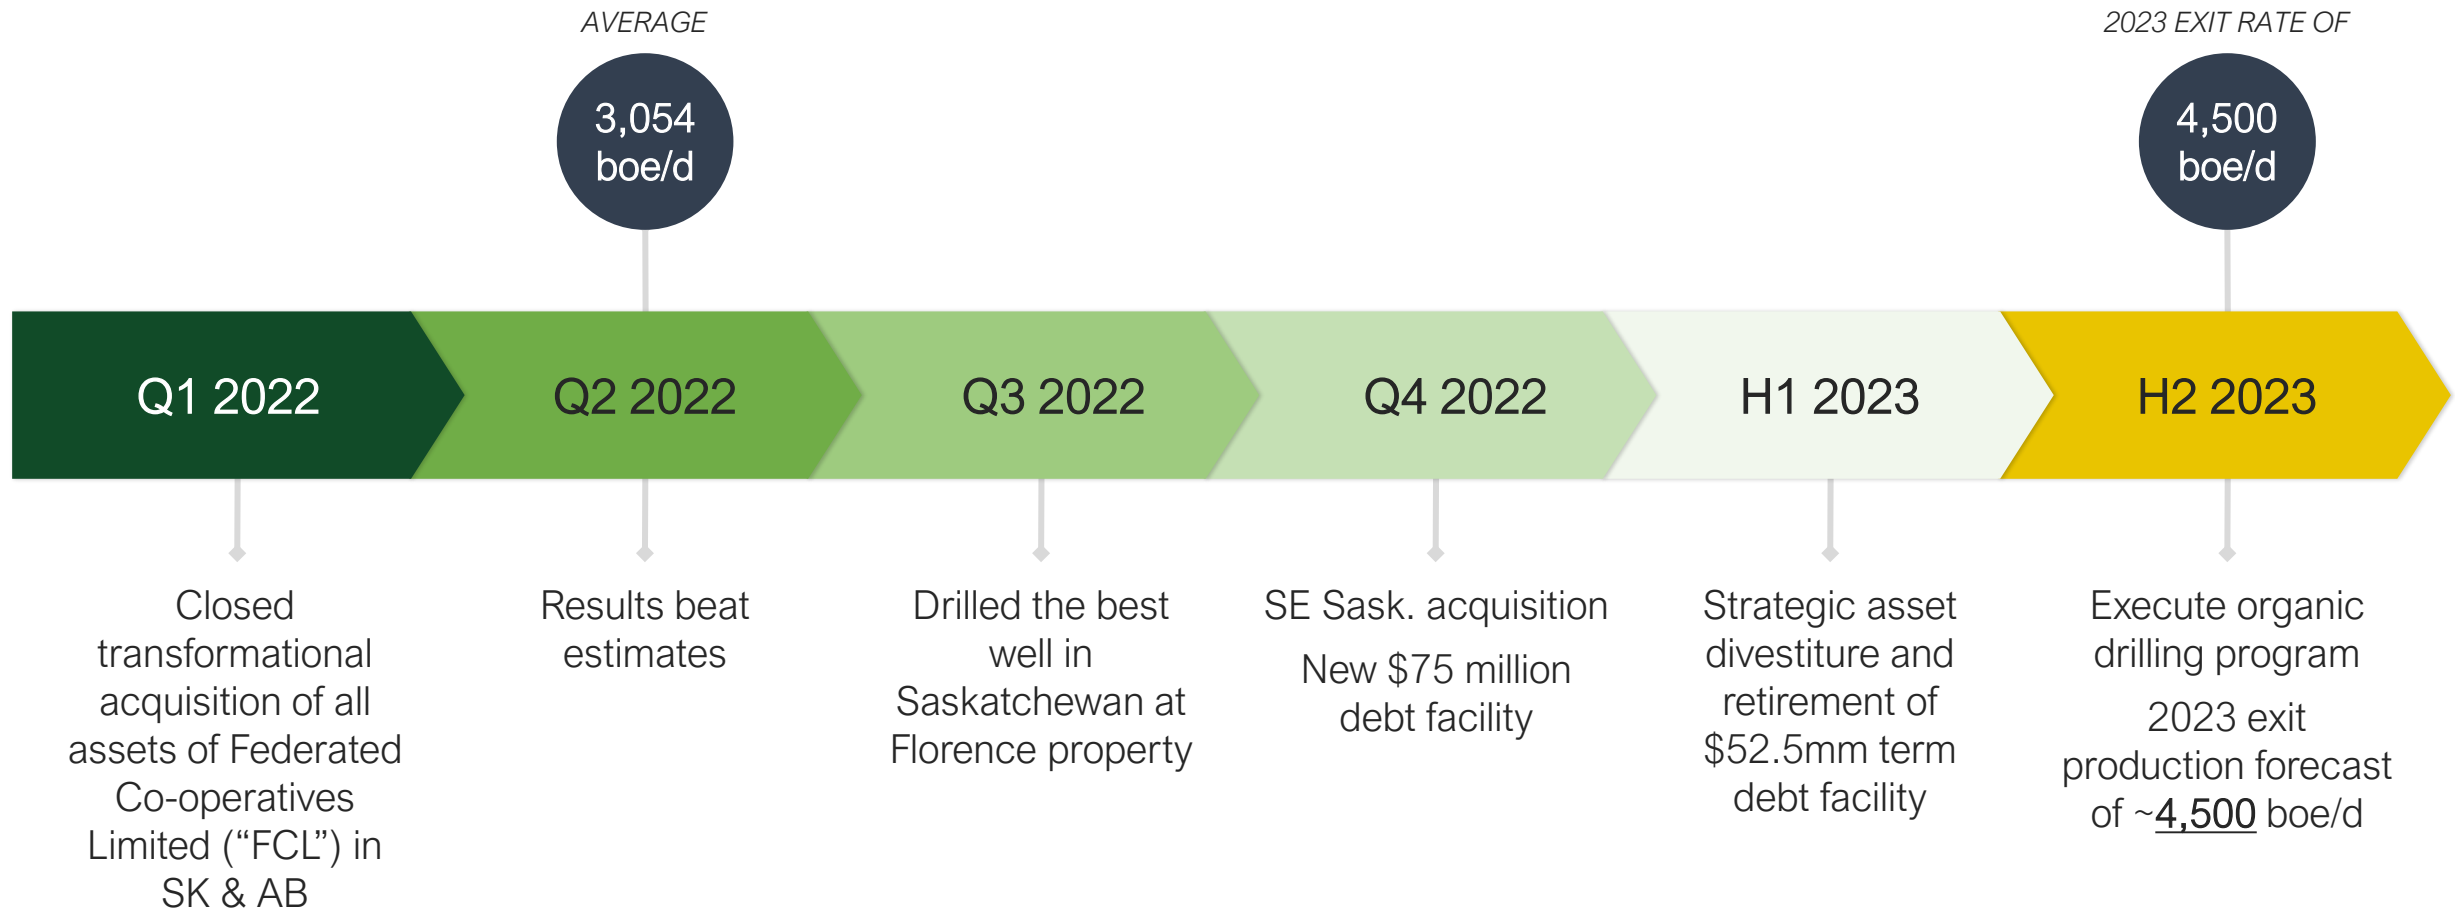 AVERAGE
2023 EXIT RATE OF
3,054
boe/d
4,500
boe/d
Q1 2022
Q2 2022
Q3 2022
Q4 2022
H1 2023
H2 2023
Closed
transformational
acquisition of all
assets of Federated
Co-operatives
Limited (“FCL”) in
SK & AB
Results beat
estimates
Drilled the best
well in
Saskatchewan at
Florence property
SE Sask. acquisition
New $75 million
debt facility
Strategic asset
divestiture and
retirement of
$52.5mm term
debt facility
Execute organic
drilling program
2023 exit
production forecast
of ~4,500 boe/d